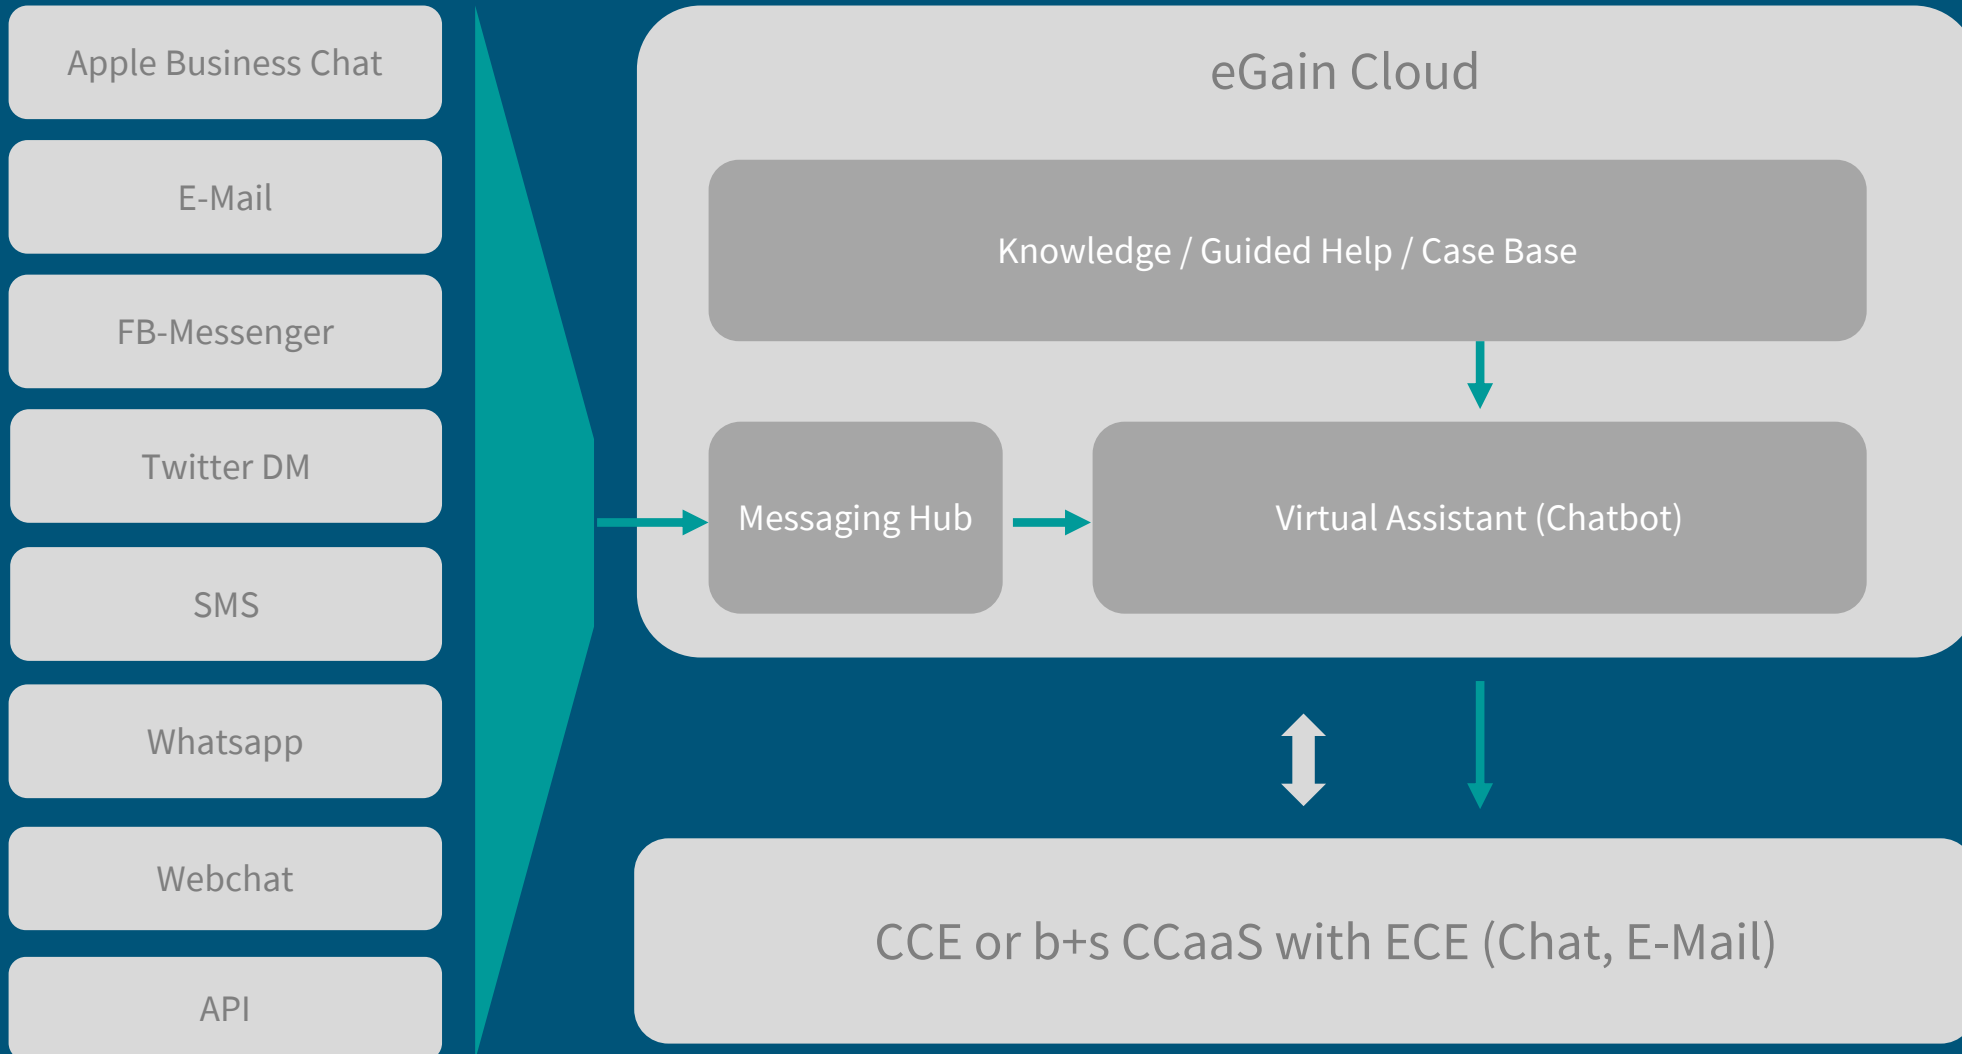 Apple Business Chat
E-Mail
FB-Messenger
Twitter DM
SMS
Whatsapp
Webchat
API
eGain Cloud
Knowledge / Guided Help / Case Base
Messaging Hub
Virtual Assistant (Chatbot)
CCE or b+s CCaaS with ECE (Chat, E-Mail)